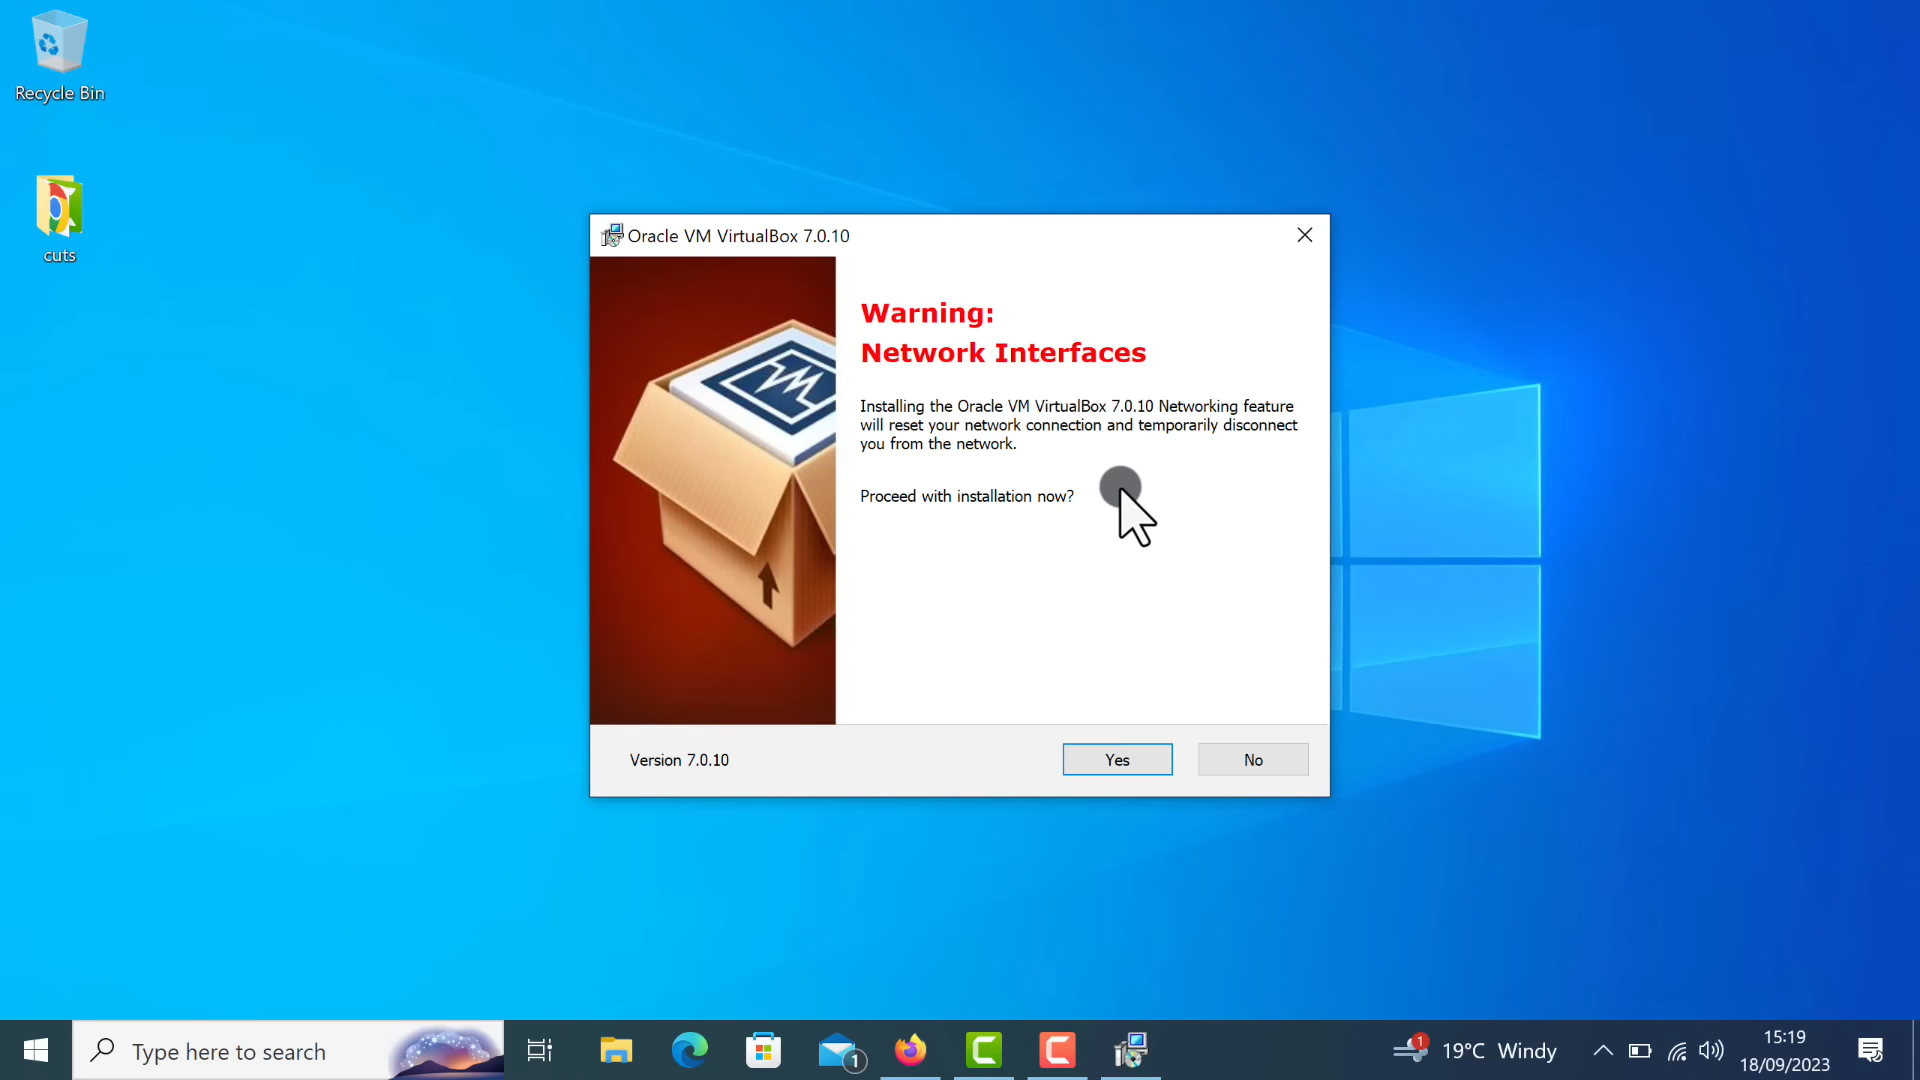 Recycle Bin
cuts
Oracle VM VirtualBox 7.0.10
Warning:
Network Interfaces
Installing the Oracle VM VirtualBox 7.0.10 Networking feature
will reset your network connection and temporarily disconnect
you from the network.
Proceed with installation now?
Version 7.0.10
Yes
No
Type here to search
1
1
19°C Windy
15:19
18/09/2023